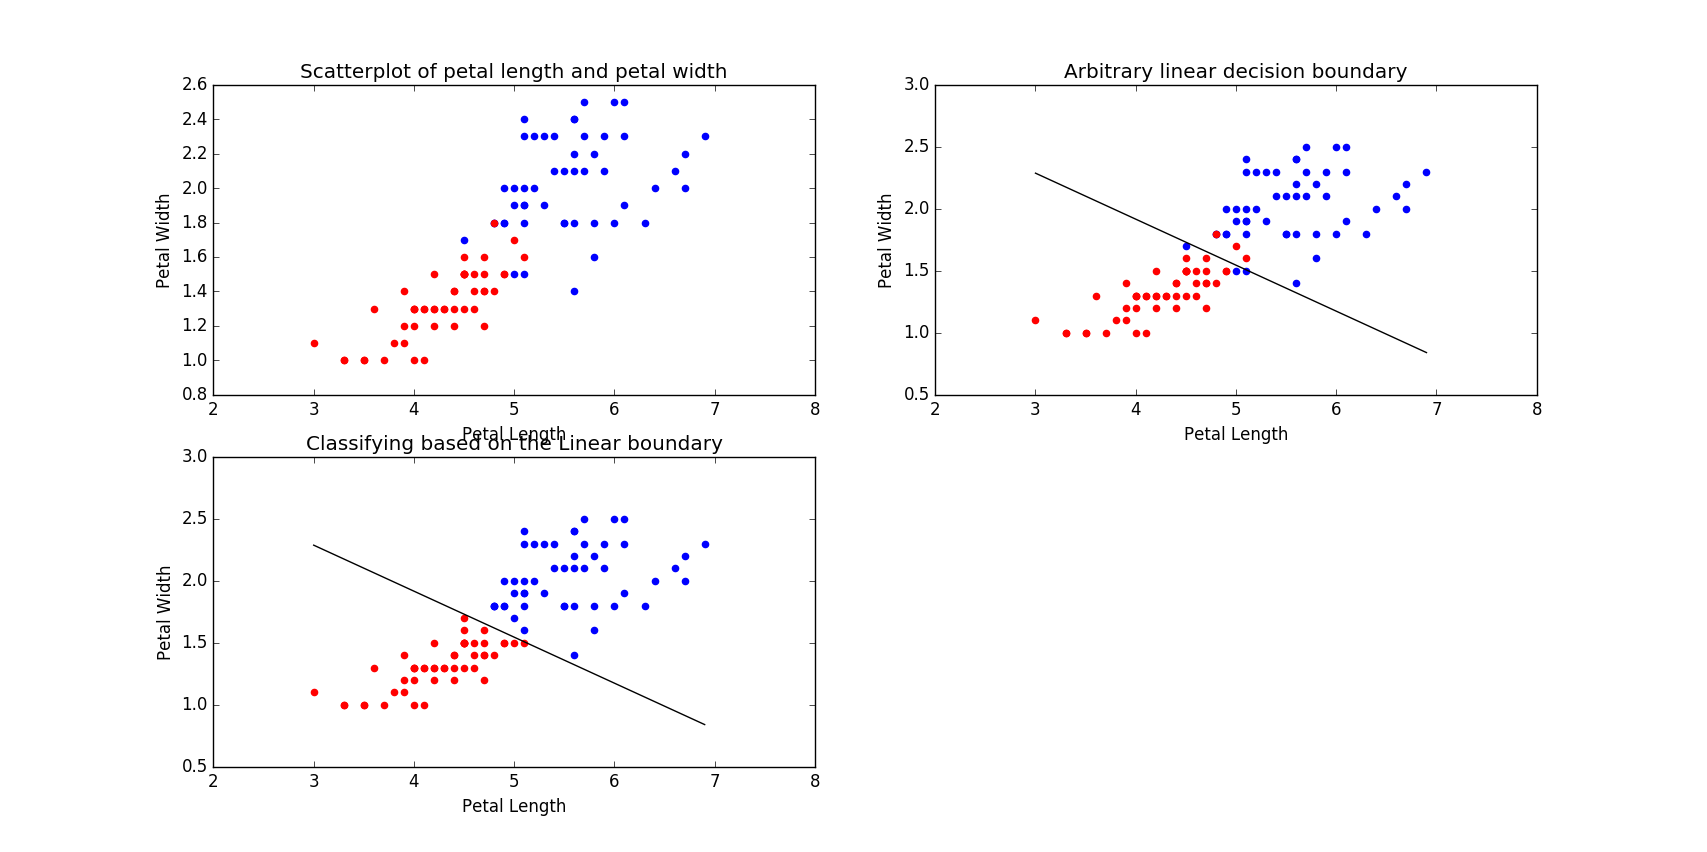 Scatterplot of petal length and petal width
2.6
2.4
2.2
2.0
1.8
1.6
1.4
1.2
1.0
0.8
Petal Width
2 3 4 5 6 7 8
Petal Length
Arbitrary linear decision boundary
3.0
2.5
2.0
1.5
1.0
0.5
Petal Width
2 3 4 5 6 7 8
Petal Length
Classifying based on the Linear boundary
3.0
2.5
2.0
1.5
1.0
0.5
Petal Width
2 3 4 5 6 7 8
Petal Length